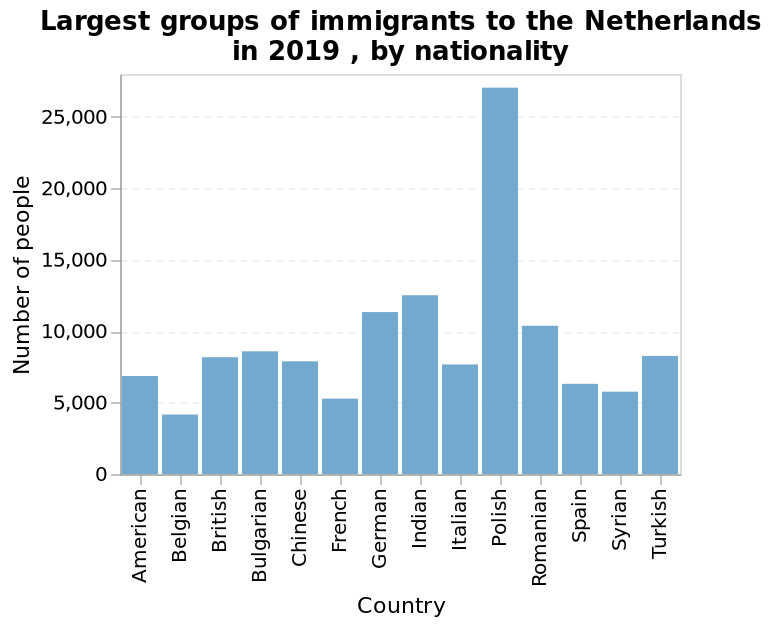 Largest groups of immigrants to the Netherlands
in 2019 , by nationality
Number of people
25,000
20,000
15,000
10,000
5,000
0
American
Belgian
British
Bulgarian
Chinese
French
German
Indian
Italian
Polish
Romanian
Spain
Syrian
Turkish
Country